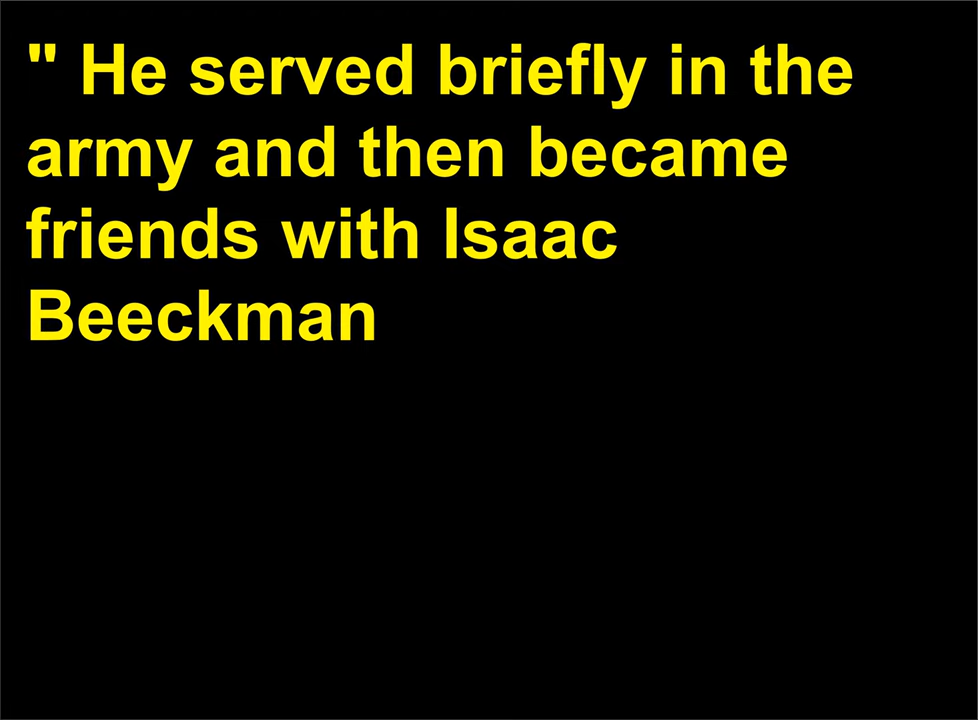 " He served briefly in the
army and then became
friends with Isaac
Beeckman